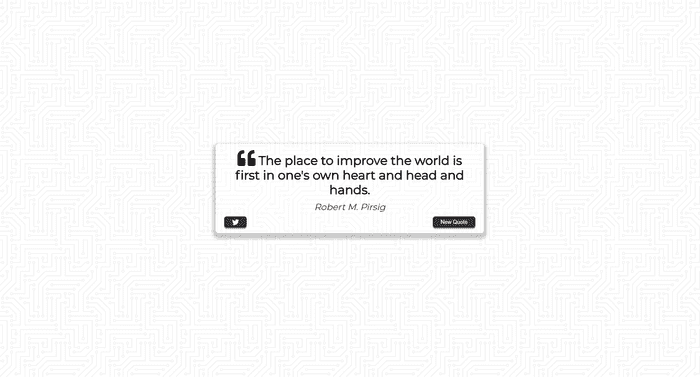 ❝ The place to improve the world is
first in one's own heart and head and
hands.
Robert M. Pirsig
New Quote